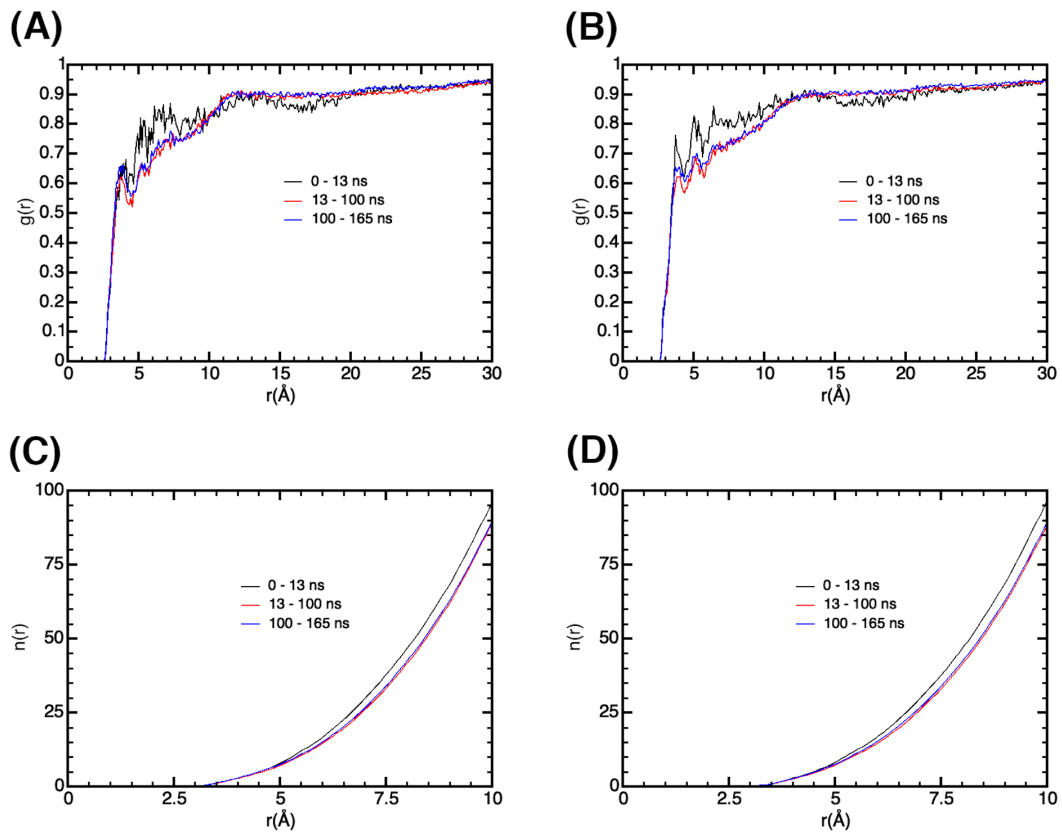 (A)
(B)
1
0.9
0.8
0.7
0.6
0.5
0.4
0.3
0.2
0.1
0
g(r)
0 - 13 ns
13 - 100 ns
100 - 165 ns
0 5 10 15 20 25 30
r(Å)
1
0.9
0.8
0.7
0.6
0.5
0.4
0.3
0.2
0.1
0
g(r)
0 - 13 ns
13 - 100 ns
100 - 165 ns
0 5 10 15 20 25 30
r(Å)
(C)
(D)
100
75
50
25
0
n(r)
0 - 13 ns
13 - 100 ns
100 - 165 ns
0 2.5 5 7.5 10
r(Å)
100
75
50
25
0
n(r)
0 - 13 ns
13 - 100 ns
100 - 165 ns
0 2.5 5 7.5 10
r(Å)